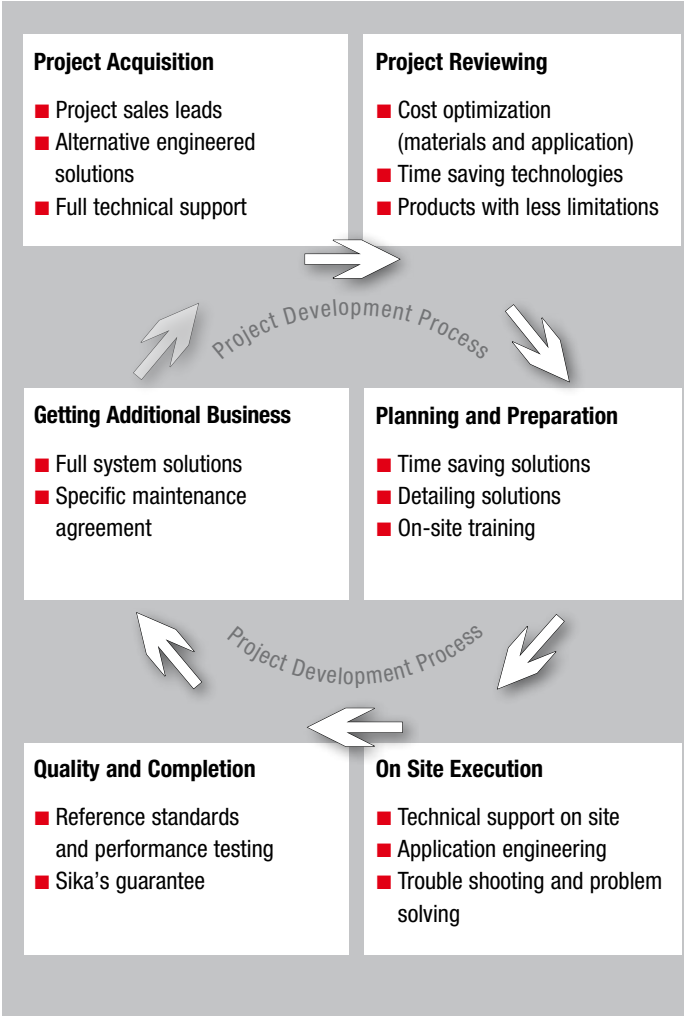 Project Acquisition
■ Project sales leads
■ Alternative engineered
solutions
■ Full technical support
Project Reviewing
■ Cost optimization
(materials and application)
■ Time saving technologies
■ Products with less limitations
Project Development Process
Getting Additional Business
■ Full system solutions
■ Specific maintenance
agreement
Planning and Preparation
■ Time saving solutions
■ Detailing solutions
■ On-site training
Project Development Process
Quality and Completion
■ Reference standards
and performance testing
■ Sika's guarantee
On Site Execution
■ Technical support on site
■ Application engineering
■ Trouble shooting and problem
solving